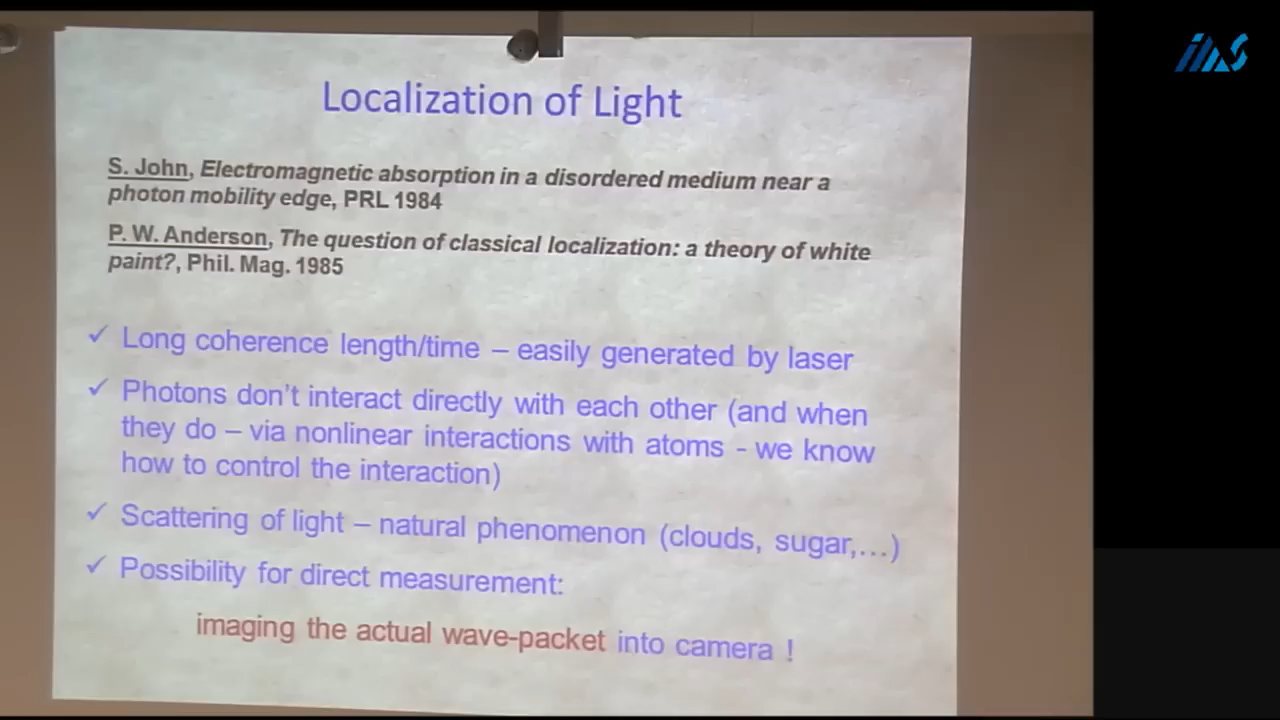 Localization of Light
S. John, Electromagnetic absorption in a disordered medium near a
photon mobility edge, PRL 1984
P. W. Anderson, The question of classical localization: a theory of white
paint?, Phil. Mag. 1985
✓ Long coherence length/time – easily generated by laser
✓ Photons don't interact directly with each other (and when
they do – via nonlinear interactions with atoms - we know
how to control the interaction)
✓ Scattering of light – natural phenomenon (clouds, sugar,…)
✓ Possibility for direct measurement:
imaging the actual wave-packet into camera !